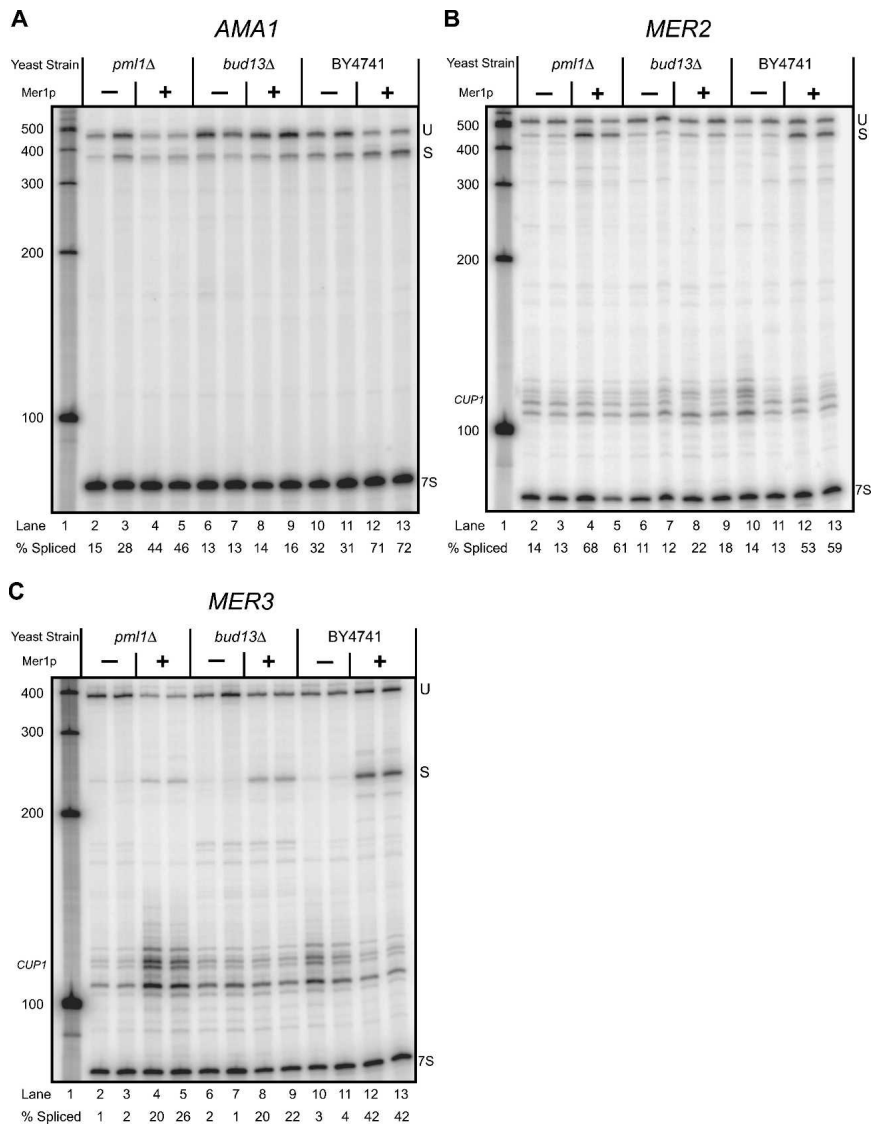 A
AMA1
Yeast Strain pml1Δ bud13Δ BY4741
Mer1p − + − + − +
500
400
300
200
100
U
S
7S
Lane 1 2 3 4 5 6 7 8 9 10 11 12 13
% Spliced 15 28 44 46 13 13 14 16 32 31 71 72
B
MER2
Yeast Strain pml1Δ bud13Δ BY4741
Mer1p − + − + − +
500
400
300
200
CUP1
100
U
S
7S
Lane 1 2 3 4 5 6 7 8 9 10 11 12 13
% Spliced 14 13 68 61 11 12 22 18 14 13 53 59
C
MER3
Yeast Strain pml1Δ bud13Δ BY4741
Mer1p − + − + − +
400
300
200
CUP1
100
U
S
7S
Lane 1 2 3 4 5 6 7 8 9 10 11 12 13
% Spliced 1 2 20 26 2 1 20 22 3 4 42 42